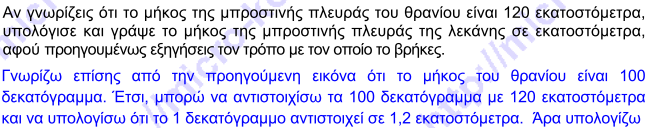 Αν γνωρίζεις ότι το μήκος της μπροστινής πλευράς του θρανίου είναι 120 εκατοστόμετρα,
υπολόγισε και γράψε το μήκος της μπροστινής πλευράς της λεκάνης σε εκατοστόμετρα,
αφού προηγουμένως εξηγήσεις τον τρόπο με τον οποίο το βρήκες.
Γνωρίζω επίσης από την προηγούμενη εικόνα ότι το μήκος του θρανίου είναι 100
δεκατόγραμμα. Έτσι, μπορώ να αντιστοιχίσω τα 100 δεκατόγραμμα με 120 εκατοστόμετρα
και να υπολογίσω ότι το 1 δεκατόγραμμο αντιστοιχεί σε 1,2 εκατοστόμετρα. Άρα υπολογίζω